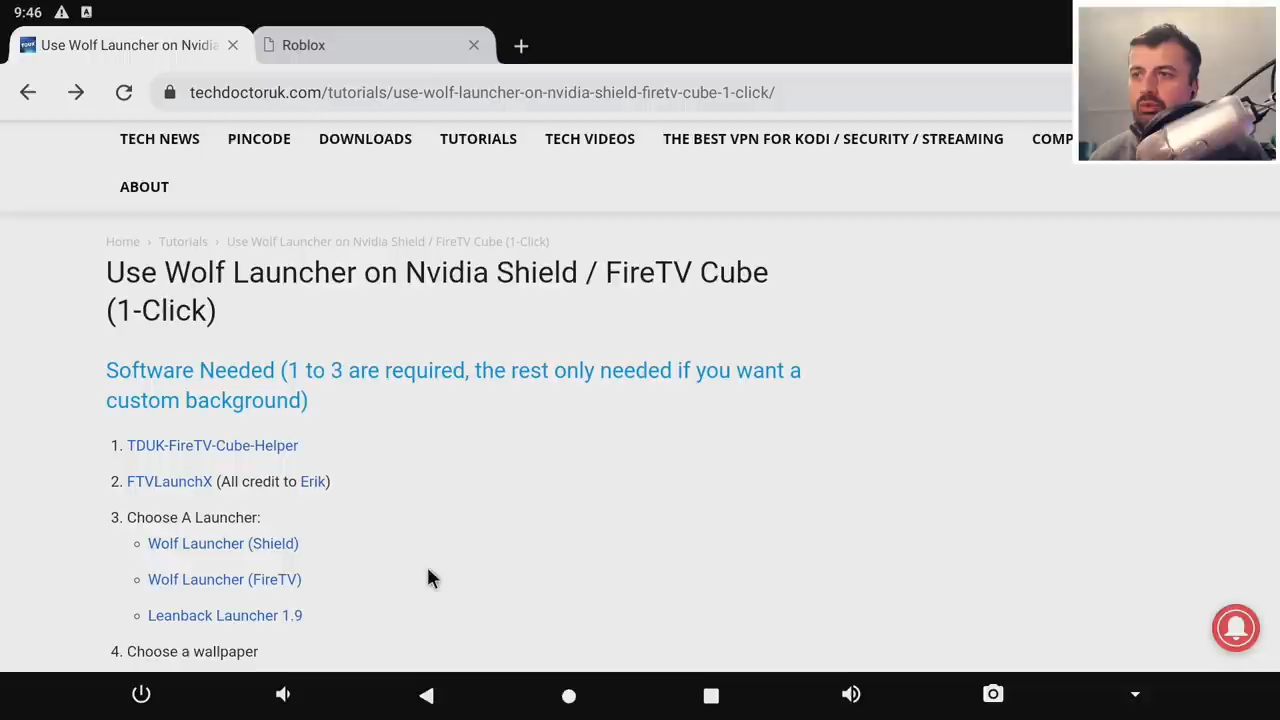 9:46
Use Wolf Launcher on Nvidia
Roblox
techdoctoruk.com/tutorials/use-wolf-launcher-on-nvidia-shield-firetv-cube-1-click/
TECH NEWS PINCODE DOWNLOADS TUTORIALS TECH VIDEOS THE BEST VPN FOR KODI / SECURITY / STREAMING COMP
ABOUT
Home › Tutorials › Use Wolf Launcher on Nvidia Shield / FireTV Cube (1-Click)
Use Wolf Launcher on Nvidia Shield / FireTV Cube
(1-Click)
Software Needed (1 to 3 are required, the rest only needed if you want a
custom background)
1. TDUK-FireTV-Cube-Helper
2. FTVLaunchX (All credit to Erik)
3. Choose A Launcher:
Wolf Launcher (Shield)
Wolf Launcher (FireTV)
Leanback Launcher 1.9
4. Choose a wallpaper